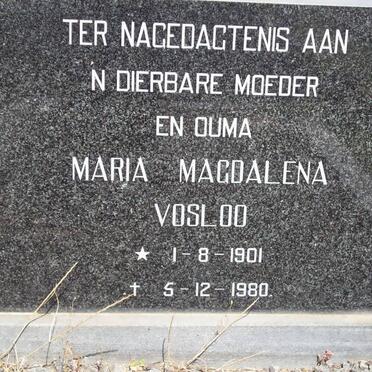 TER NAGEDAGTENIS AAN
'N DIERBARE MOEDER
EN OUMA
MARIA MAGDALENA
VOSLOO
★ 1-8-1901
† 5-12-1980.